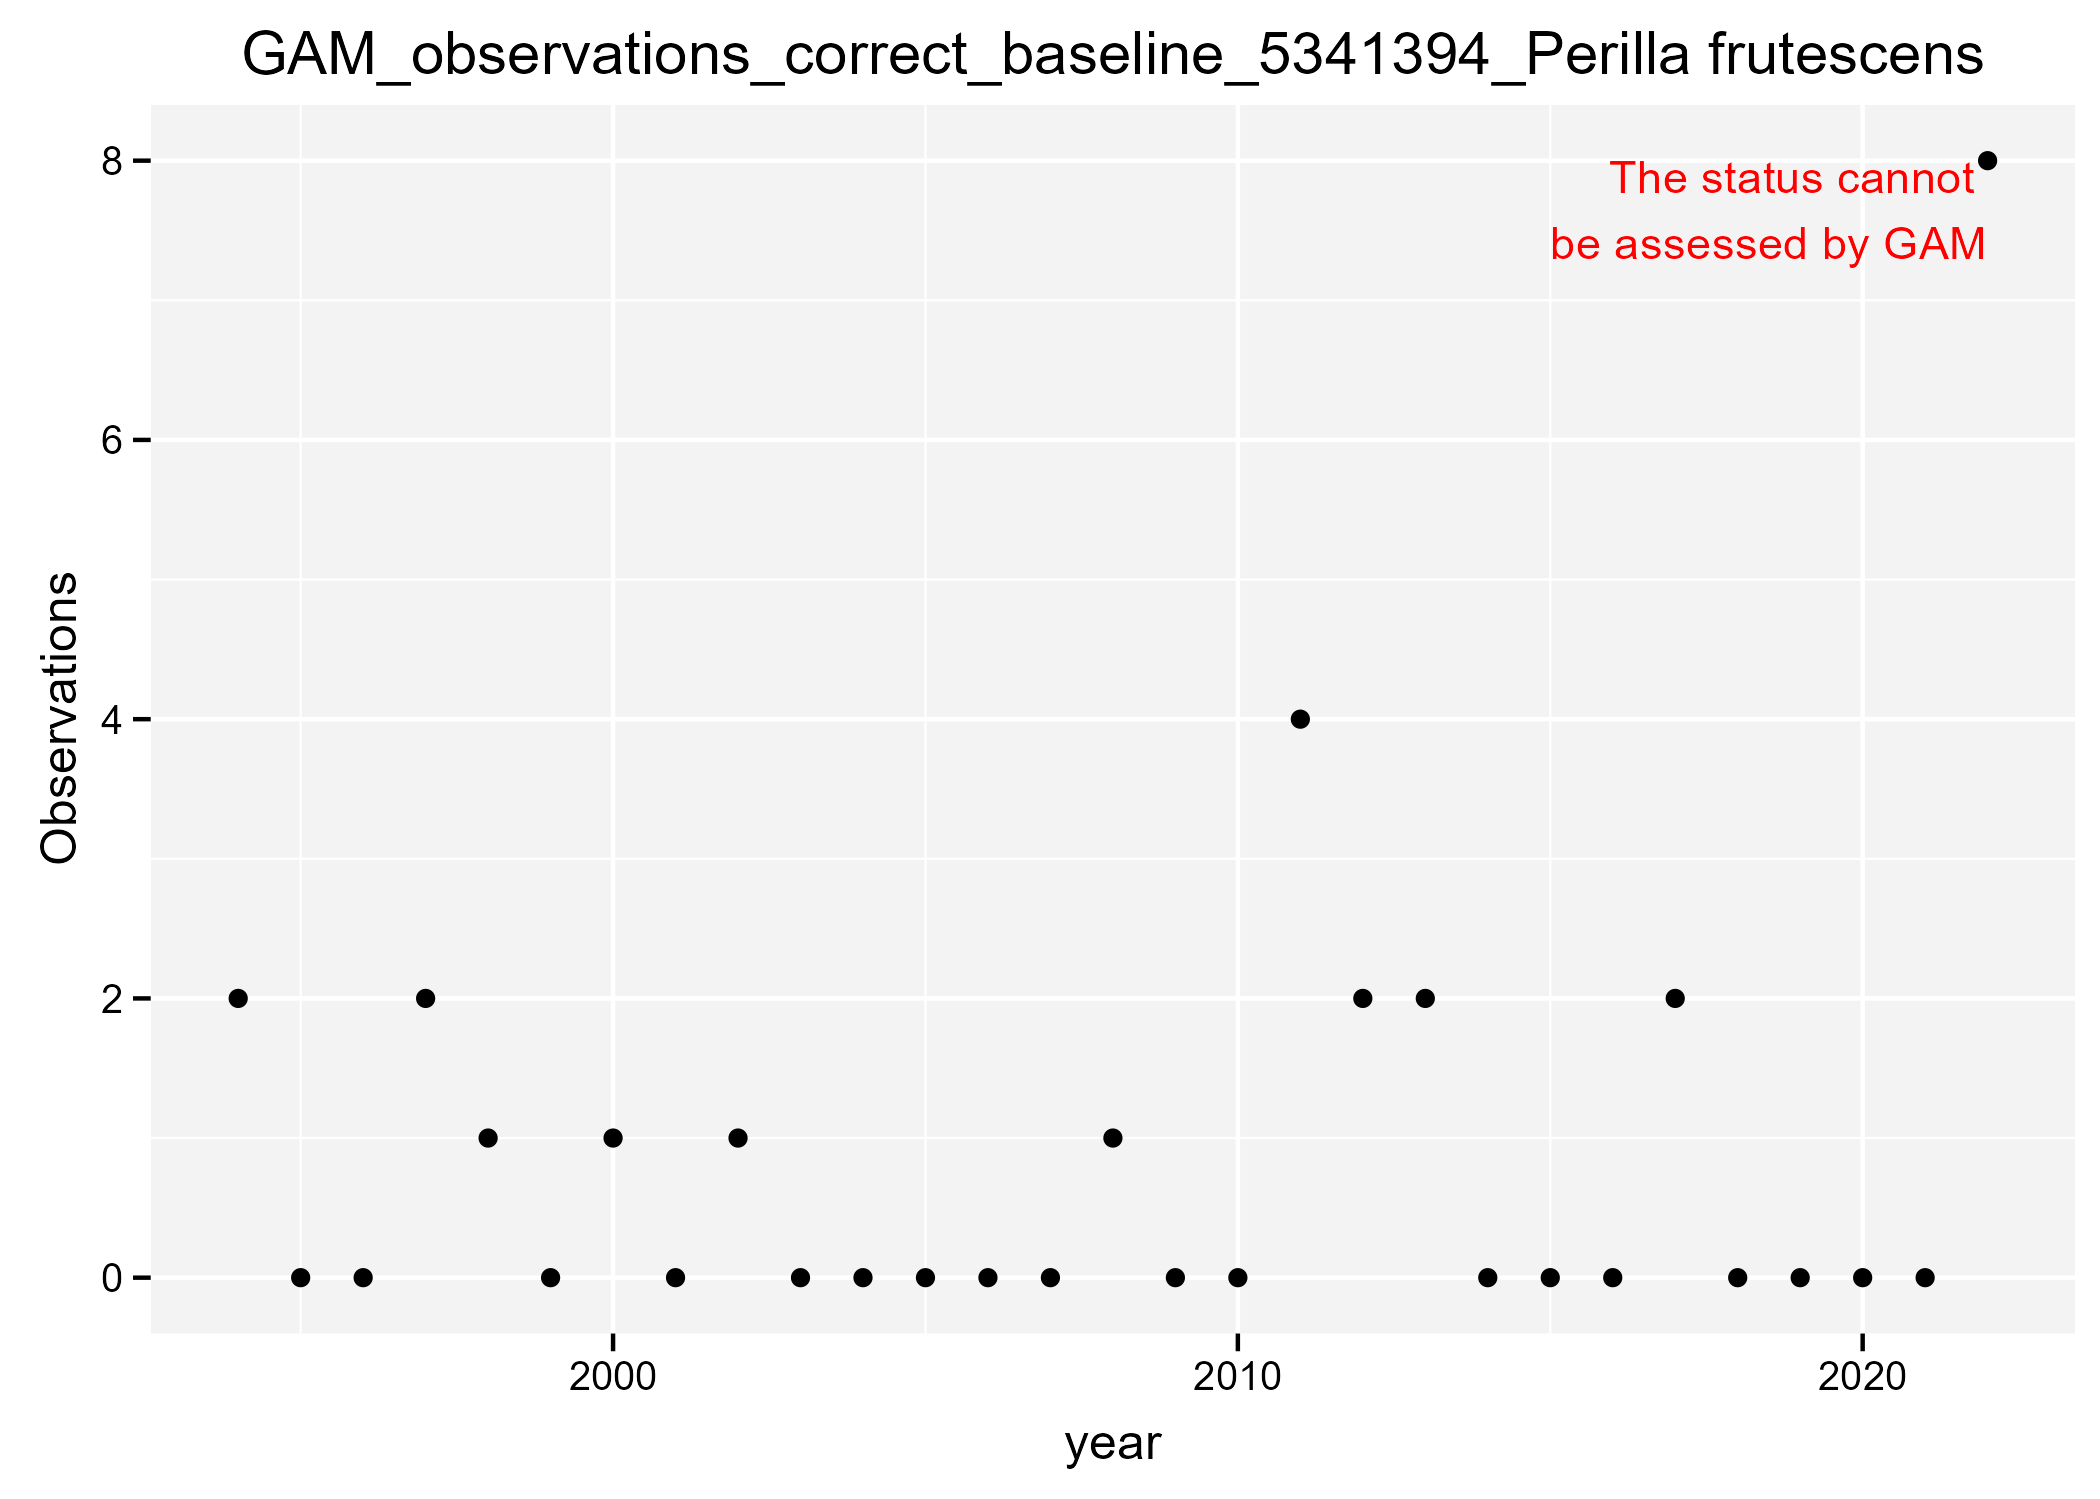 GAM_observations_correct_baseline_5341394_Perilla frutescens
8
The status cannot
be assessed by GAM
6
Observations
4
2
0
2000 2010 2020
year